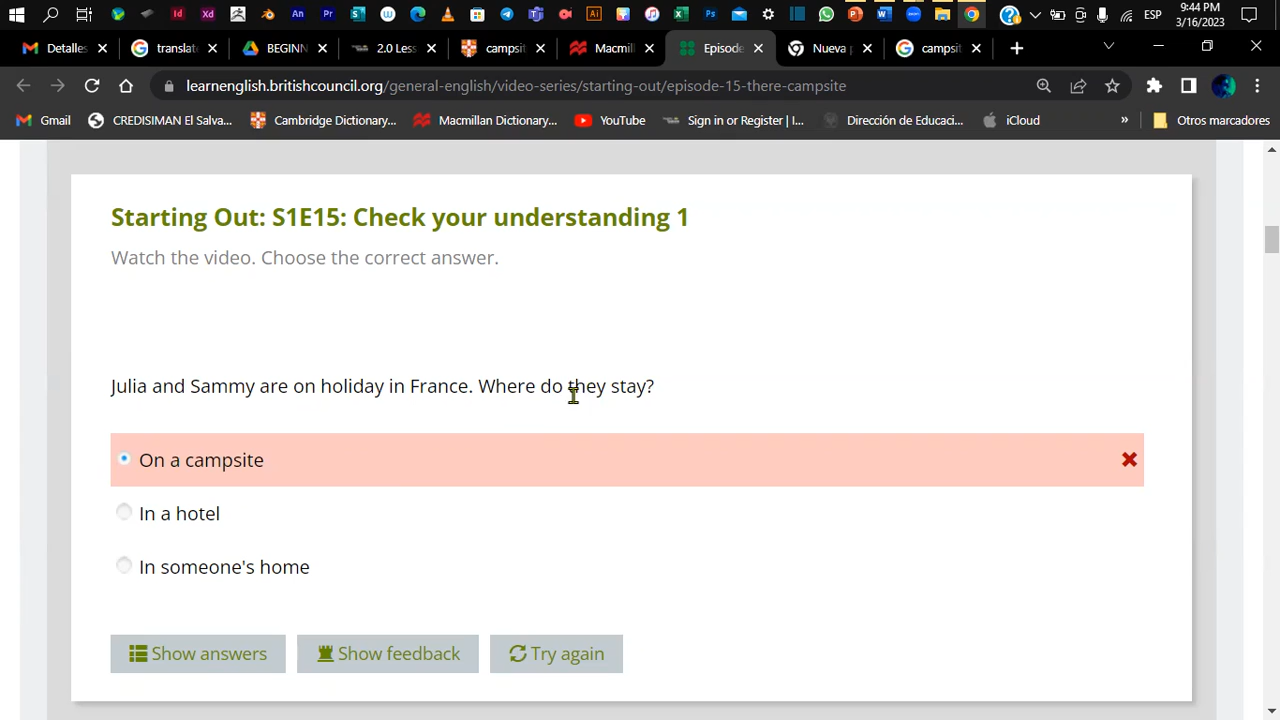 3:44 PM
ESP
3/16/2023
Detalles
translate
BEGINN
2.0 Less
campsit
Macmill
Episode
Nueva p
campsit
learnenglish.britishcouncil.org/general-english/video-series/starting-out/episode-15-there-campsite
Gmail
CREDISIMAN El Salva...
Cambridge Dictionary...
Macmillan Dictionary...
YouTube
Sign in or Register | I...
Dirección de Educaci...
iCloud
»
Otros marcadores
Starting Out: S1E15: Check your understanding 1
Watch the video. Choose the correct answer.
Julia and Sammy are on holiday in France. Where do they stay?
On a campsite
In a hotel
In someone's home
Show answers
Show feedback
Try again